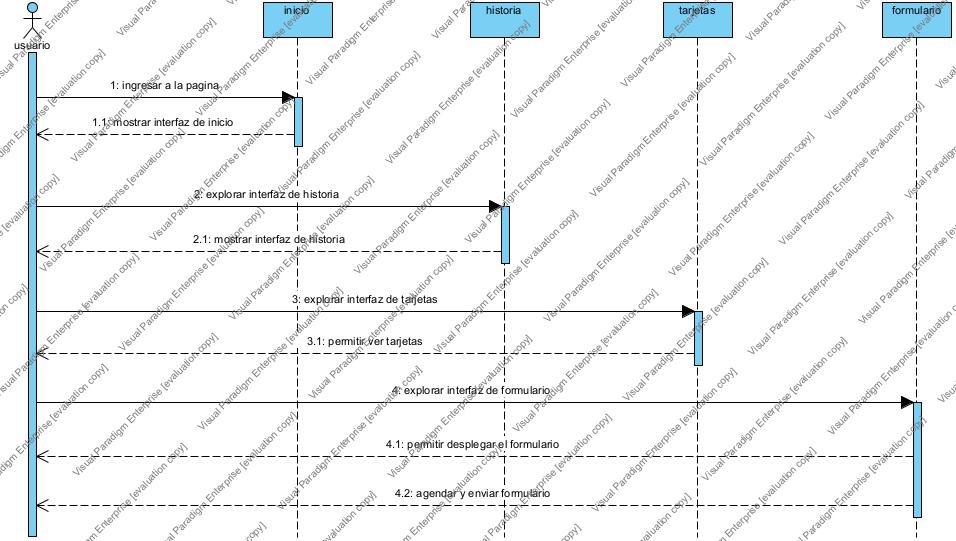 inicio
historia
tarjetas
formulario
usuario
1: ingresar a la pagina
1.1: mostrar interfaz de inicio
2: explorar interfaz de historia
2.1: mostrar interfaz de historia
3: explorar interfaz de tarjetas
3.1: permitir ver tarjetas
4: explorar interfaz de formulario
4.1: permitir desplegar el formulario
4.2: agendar y enviar formulario
Visual Paradigm Enterprise [evaluation copy]